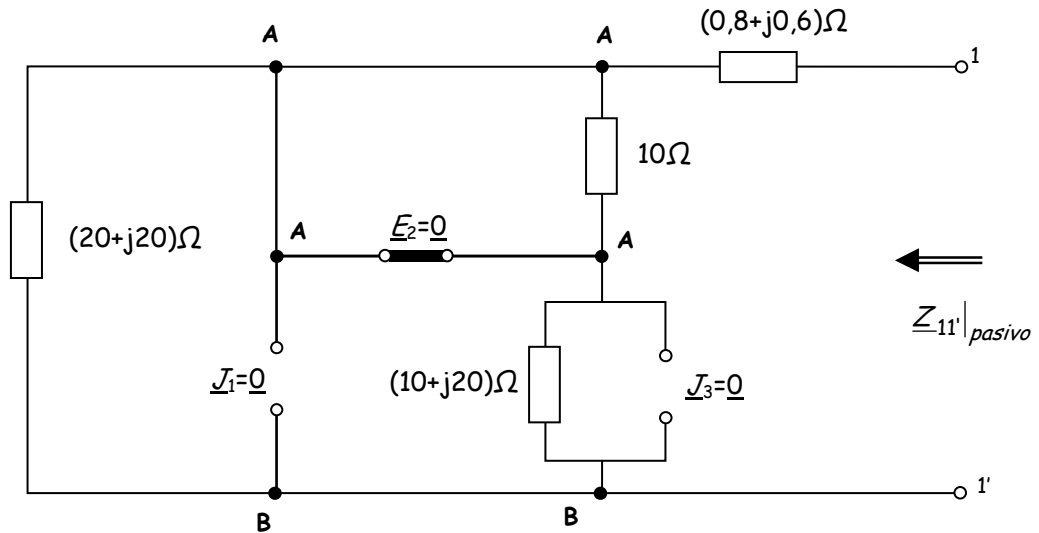 (0,8+j0,6)Ω
A
A
1
10Ω
(20+j20)Ω
A
E2=0
A
Z11'|pasivo
J1=0
(10+j20)Ω
J3=0
1'
B
B